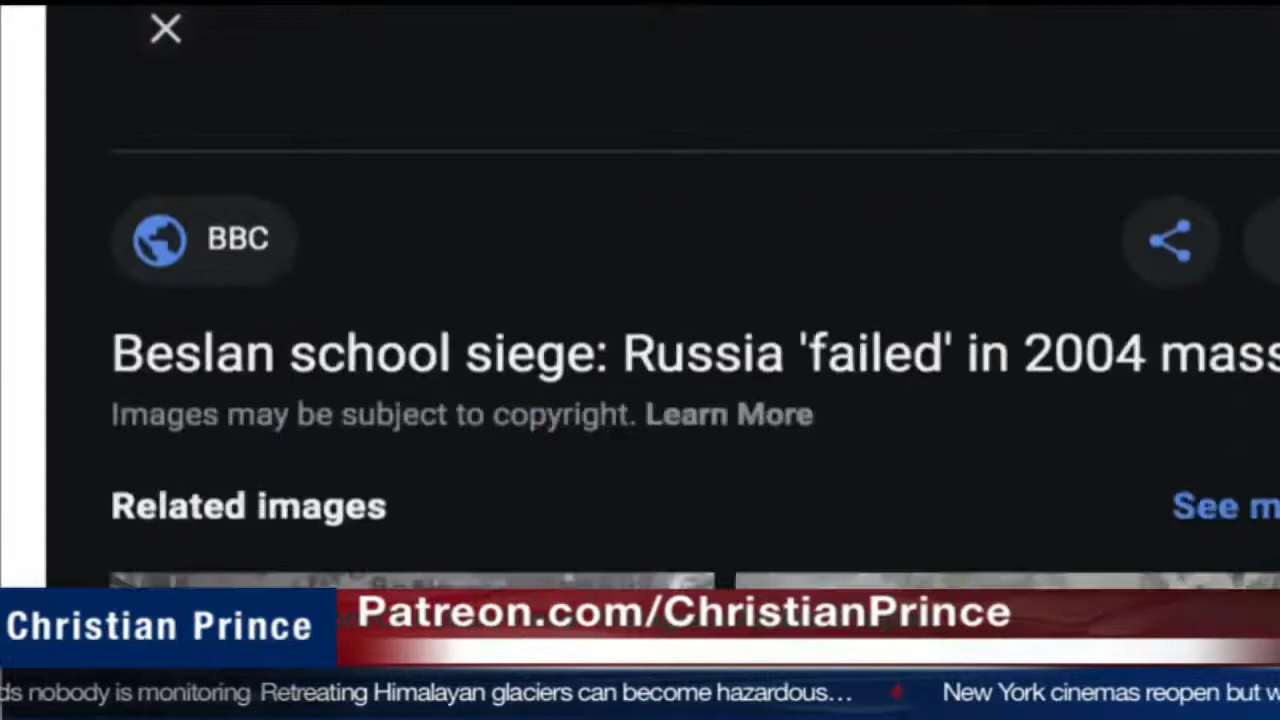 BBC
Beslan school siege: Russia 'failed' in 2004 mass
Images may be subject to copyright. Learn More
Related images
See m
Christian Prince
Patreon.com/ChristianPrince
ds nobody is monitoring Retreating Himalayan glaciers can become hazardous... New York cinemas reopen but w